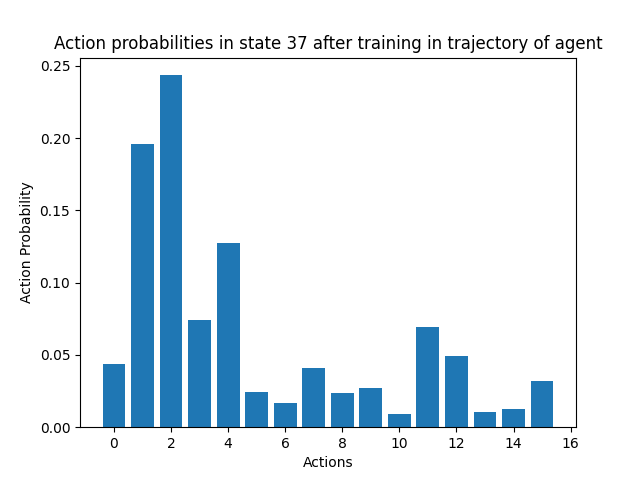 Action probabilities in state 37 after training in trajectory of agent
0.25
0.20
0.15
0.10
0.05
0.00
Action Probability
0 2 4 6 8 10 12 14 16
Actions